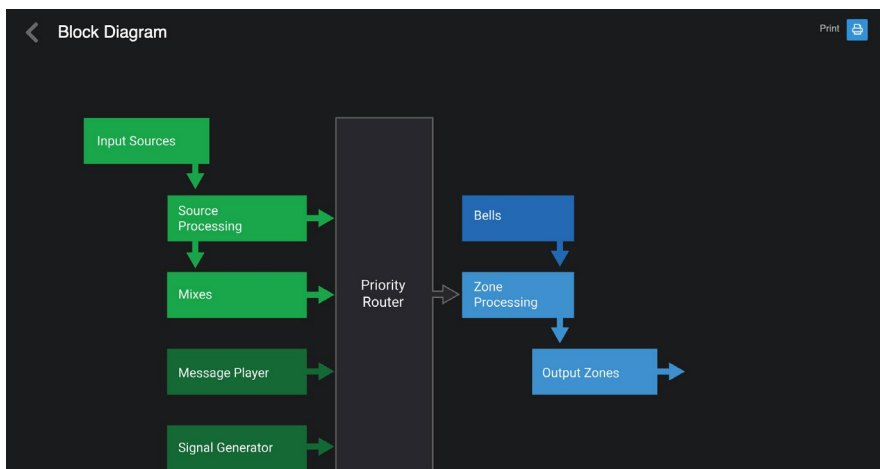 Block Diagram
Print
Input Sources
Source
Processing
Bells
Mixes
Priority
Router
Zone
Processing
Message Player
Output Zones
Signal Generator